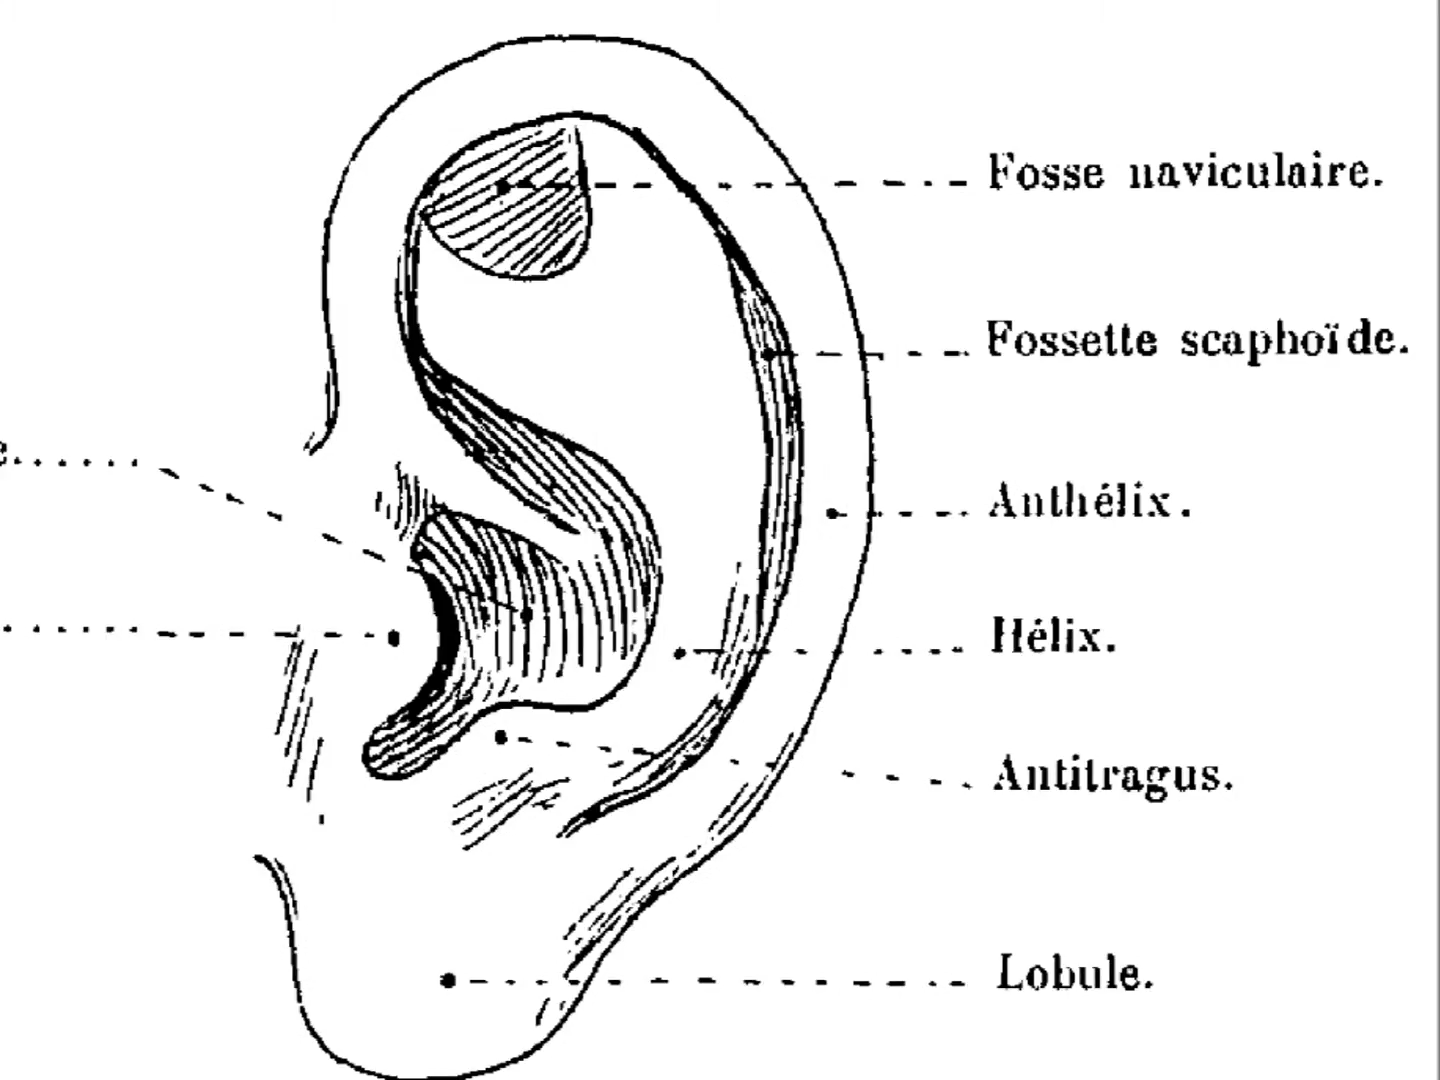 Fosse naviculaire.
Fossette scaphoïde.
Anthélix.
Hélix.
Antitragus.
Lobule.